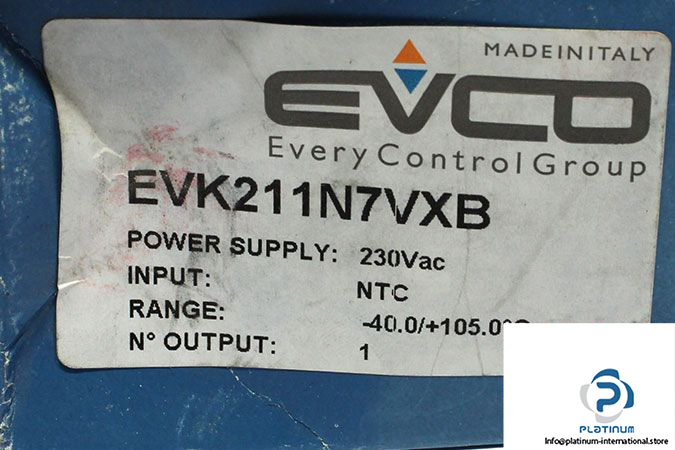 MADEINITALY
EVCO
Every Control Group
EVK211N7VXB
POWER SUPPLY: 230Vac
INPUT: NTC
RANGE: -40.0/+105.0°
N° OUTPUT: 1
PLATINUM
Info@platinum-international.store